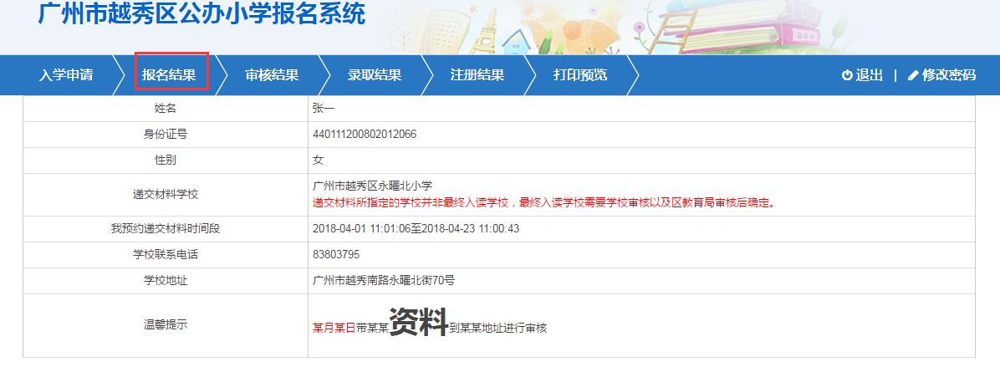 广州市越秀区公办小学报名系统
入学申请 报名结果 审核结果 录取结果 注册结果 打印预览 退出 | 修改密码
姓名 张一
身份证号 440111200802012066
性别 女
递交材料学校 广州市越秀区永曜北小学
递交材料所指定的学校并非最终入读学校，最终入读学校需要学校审核以及区教育局审核后确定。
我预约递交材料时间段 2018-04-01 11:01:06至2018-04-23 11:00:43
学校联系电话 83803795
学校地址 广州市越秀南路永曜北街70号
温馨提示 某月某日带某某资料到某某地址进行审核